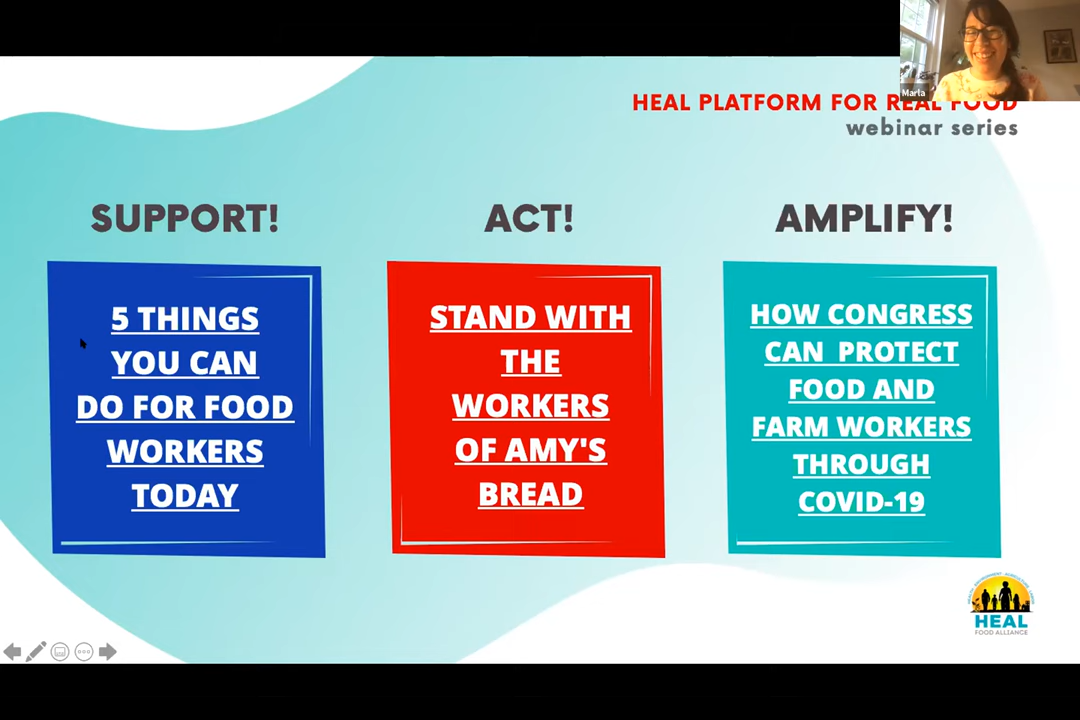 Marla
HEAL PLATFORM FOR REAL FOOD
webinar series
SUPPORT!
5 THINGS
YOU CAN
DO FOR FOOD
WORKERS
TODAY
ACT!
STAND WITH
THE
WORKERS
OF AMY'S
BREAD
AMPLIFY!
HOW CONGRESS
CAN PROTECT
FOOD AND
FARM WORKERS
THROUGH
COVID-19
HEAL
FOOD ALLIANCE